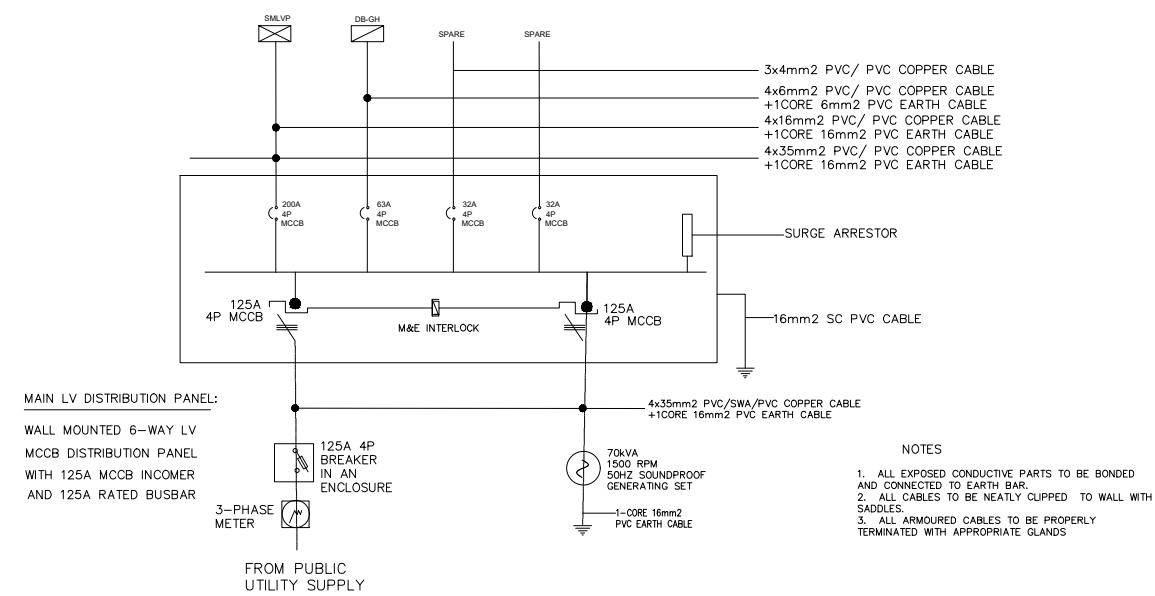 SMLVP
DB-GH
SPARE
SPARE
3x4mm2 PVC/ PVC COPPER CABLE
4x6mm2 PVC/ PVC COPPER CABLE
+1CORE 6mm2 PVC EARTH CABLE
4x16mm2 PVC/ PVC COPPER CABLE
+1CORE 16mm2 PVC EARTH CABLE
4x35mm2 PVC/ PVC COPPER CABLE
+1CORE 16mm2 PVC EARTH CABLE
200A
4P
MCCB
63A
4P
MCCB
32A
4P
MCCB
32A
4P
MCCB
SURGE ARRESTOR
125A
4P MCCB
M&E INTERLOCK
125A
4P MCCB
16mm2 SC PVC CABLE
MAIN LV DISTRIBUTION PANEL:
WALL MOUNTED 6-WAY LV
MCCB DISTRIBUTION PANEL
WITH 125A MCCB INCOMER
AND 125A RATED BUSBAR
4x35mm2 PVC/SWA/PVC COPPER CABLE
+1CORE 16mm2 PVC EARTH CABLE
125A 4P
BREAKER
IN AN
ENCLOSURE
3-PHASE
METER
FROM PUBLIC
UTILITY SUPPLY
70kVA
1500 RPM
50HZ SOUNDPROOF
GENERATING SET
1-CORE 16mm2
PVC EARTH CABLE
NOTES
1. ALL EXPOSED CONDUCTIVE PARTS TO BE BONDED
AND CONNECTED TO EARTH BAR.
2. ALL CABLES TO BE NEATLY CLIPPED TO WALL WITH
SADDLES.
3. ALL ARMOURED CABLES TO BE PROPERLY
TERMINATED WITH APPROPRIATE GLANDS